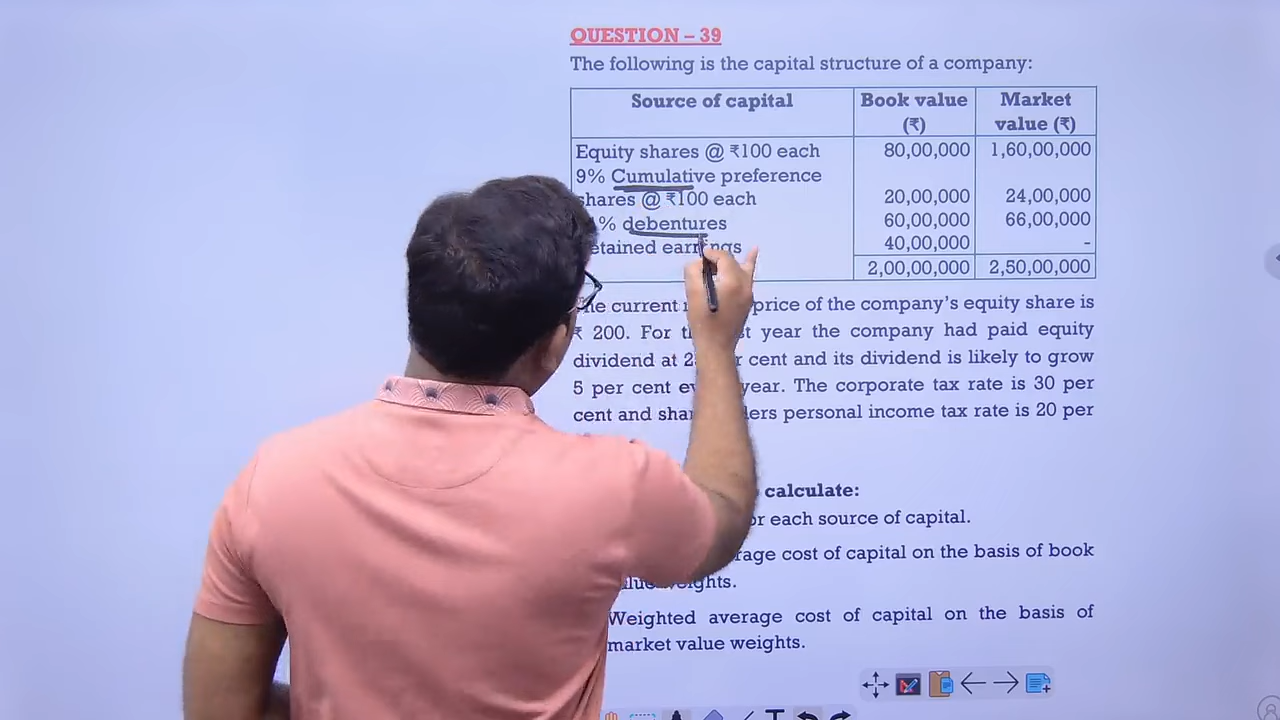 QUESTION – 39
The following is the capital structure of a company:
Source of capital Book value (₹) Market value (₹)
Equity shares @ ₹100 each 80,00,000 1,60,00,000
9% Cumulative preference
shares @ ₹100 each 20,00,000 24,00,000
% debentures 60,00,000 66,00,000
etained earnings 40,00,000 -
2,00,00,000 2,50,00,000
The current price of the company's equity share is
₹ 200. For year the company had paid equity
dividend at cent and its dividend is likely to grow
5 per cent year. The corporate tax rate is 30 per
cent and personal income tax rate is 20 per
calculate:
or each source of capital.
cost of capital on the basis of book
Weighted average cost of capital on the basis of
market value weights.